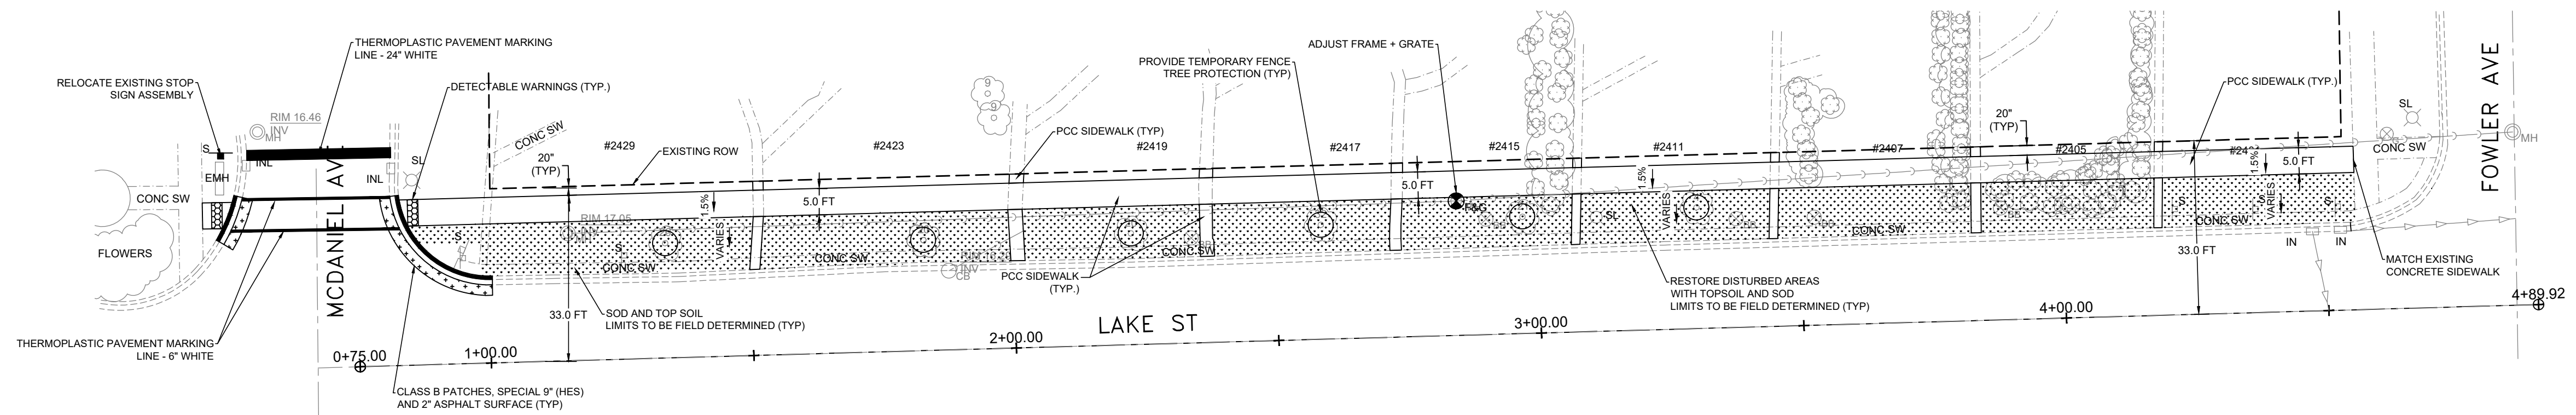 THERMOPLASTIC PAVEMENT MARKING
LINE - 24" WHITE
RELOCATE EXISTING STOP
SIGN ASSEMBLY
DETECTABLE WARNINGS (TYP.)
RIM 16.46
INV
MH
S
INL
EMH
INL
SL
CONC SW
FLOWERS
MCDANIEL AVE
THERMOPLASTIC PAVEMENT MARKING
LINE - 6" WHITE
CLASS B PATCHES, SPECIAL 9" (HES)
AND 2" ASPHALT SURFACE (TYP)
CONC SW
20"
(TYP)
#2429
EXISTING ROW
#2423
9
9
PCC SIDEWALK (TYP)
#2419
PROVIDE TEMPORARY FENCE
TREE PROTECTION (TYP)
#2417
ADJUST FRAME + GRATE
#2415
#2411
#2407
20"
(TYP)
#2405
PCC SIDEWALK (TYP.)
1.5%
5.0 FT
VARIES
5.0 FT
F&G
1.5%
VARIES
SL
1.5%
5.0 FT
VARIES
RIM 17.05
INV
MH
S
S
CONC SW
CONC SW
INV
CB
CONC SW
CONC SW
S
S
CONC SW
PCC SIDEWALK
(TYP.)
SOD AND TOP SOIL
LIMITS TO BE FIELD DETERMINED (TYP)
33.0 FT
RESTORE DISTURBED AREAS
WITH TOPSOIL AND SOD
LIMITS TO BE FIELD DETERMINED (TYP)
33.0 FT
IN
IN
MATCH EXISTING
CONCRETE SIDEWALK
CONC SW
SL
MH
FOWLER AVE
LAKE ST
0+75.00
1+00.00
2+00.00
3+00.00
4+00.00
4+89.92